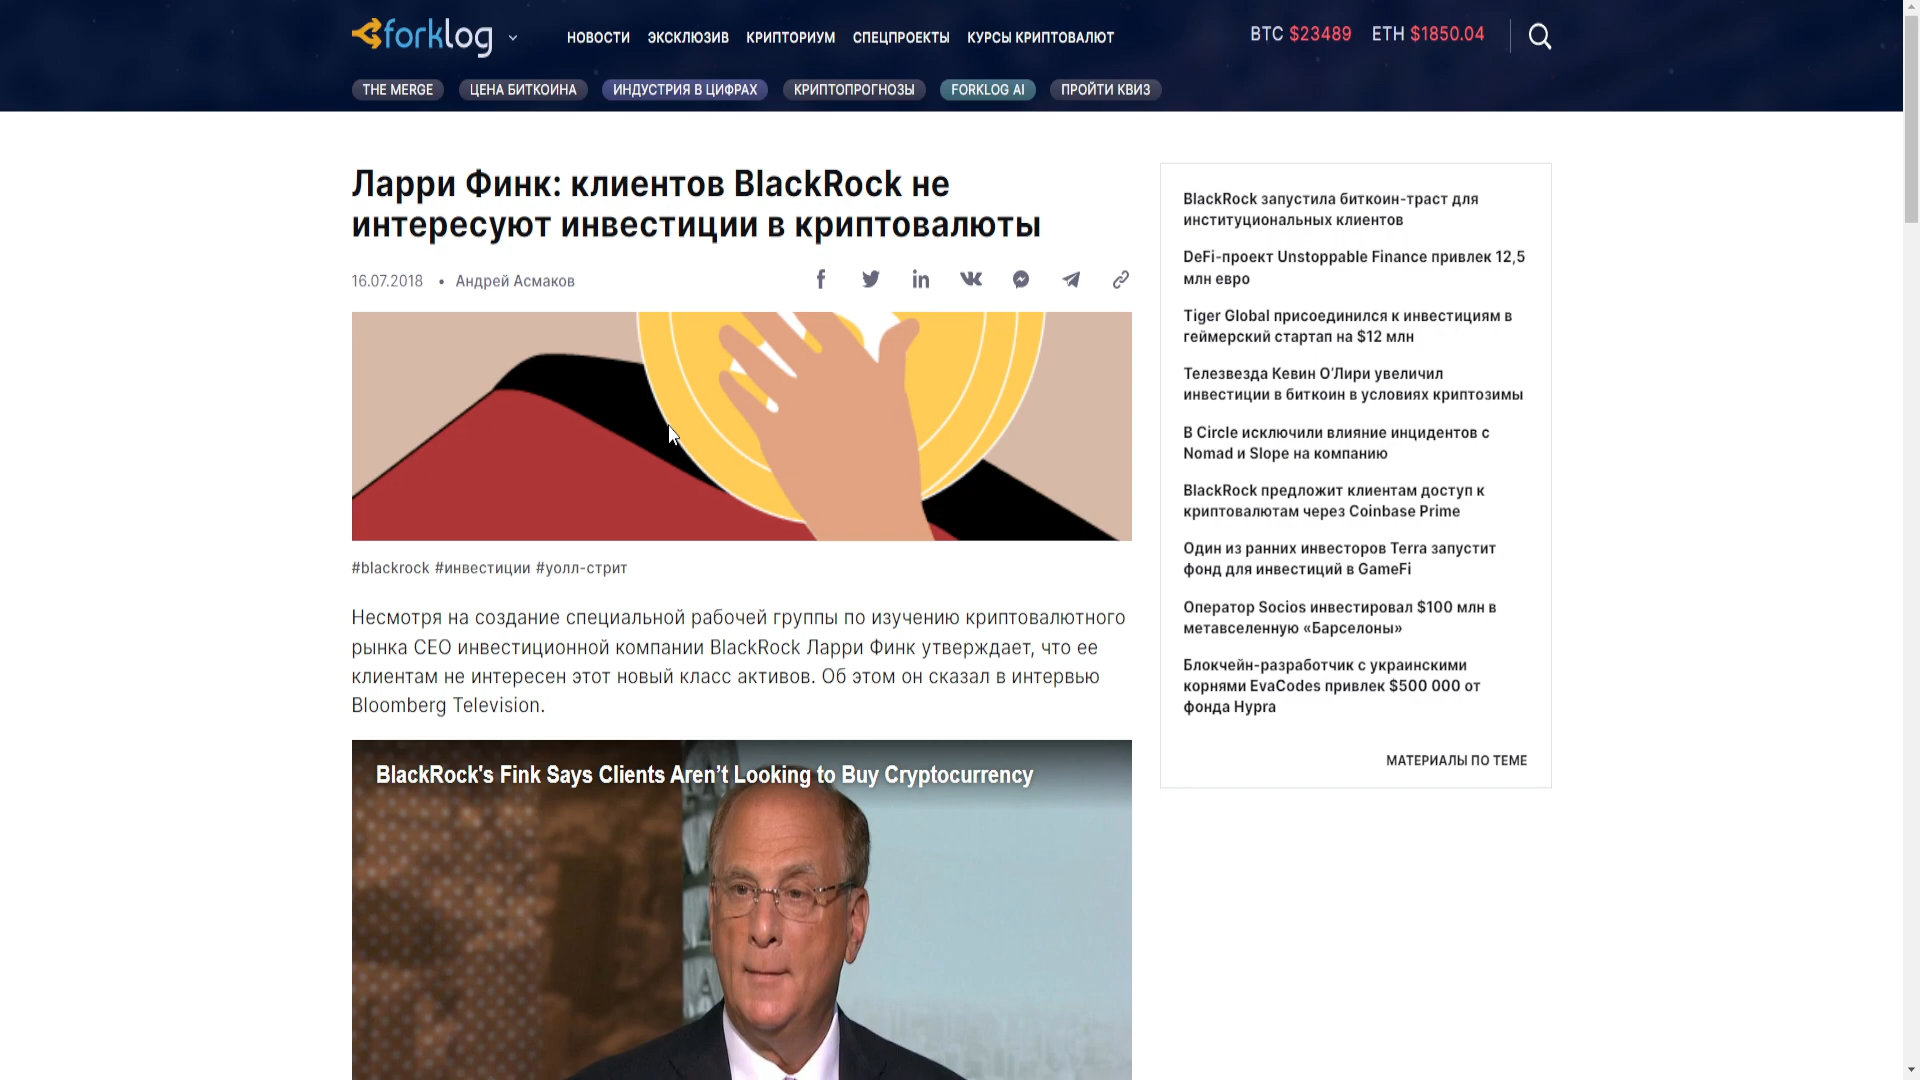 forklog
НОВОСТИ ЭКСКЛЮЗИВ КРИПТОРИУМ СПЕЦПРОЕКТЫ КУРСЫ КРИПТОВАЛЮТ
BTC $23489 ETH $1850.04
THE MERGE ЦЕНА БИТКОИНА ИНДУСТРИЯ В ЦИФРАХ КРИПТОПРОГНОЗЫ FORKLOG AI ПРОЙТИ КВИЗ
Ларри Финк: клиентов BlackRock не
интересуют инвестиции в криптовалюты
16.07.2018 • Андрей Асмаков
#blackrock #инвестиции #уолл-стрит
Несмотря на создание специальной рабочей группы по изучению криптовалютного
рынка CEO инвестиционной компании BlackRock Ларри Финк утверждает, что ее
клиентам не интересен этот новый класс активов. Об этом он сказал в интервью
Bloomberg Television.
BlackRock's Fink Says Clients Aren’t Looking to Buy Cryptocurrency
BlackRock запустила биткоин-траст для
институциональных клиентов
DeFi-проект Unstoppable Finance привлек 12,5
млн евро
Tiger Global присоединился к инвестициям в
геймерский стартап на $12 млн
Телезвезда Кевин О’Лири увеличил
инвестиции в биткоин в условиях криптозимы
В Circle исключили влияние инцидентов с
Nomad и Slope на компанию
BlackRock предложит клиентам доступ к
криптовалютам через Coinbase Prime
Один из ранних инвесторов Terra запустит
фонд для инвестиций в GameFi
Оператор Socios инвестировал $100 млн в
метавселенную «Барселоны»
Блокчейн-разработчик с украинскими
корнями EvaCodes привлек $500 000 от
фонда Hypra
МАТЕРИАЛЫ ПО ТЕМЕ